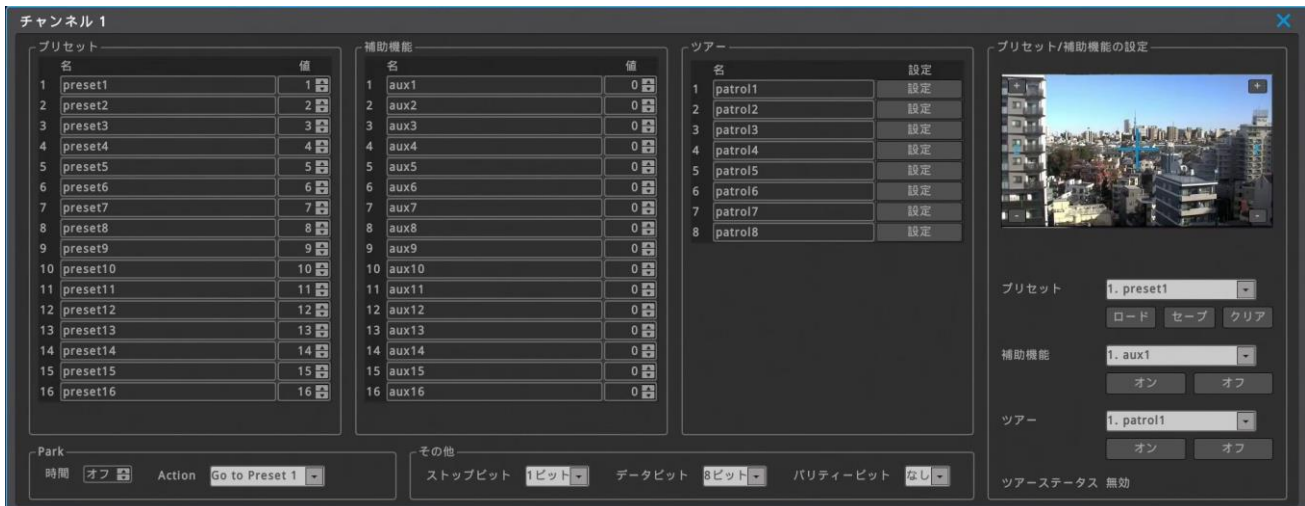 チャンネル 1
プリセット
名 値
1 preset1 1
2 preset2 2
3 preset3 3
4 preset4 4
5 preset5 5
6 preset6 6
7 preset7 7
8 preset8 8
9 preset9 9
10 preset10 10
11 preset11 11
12 preset12 12
13 preset13 13
14 preset14 14
15 preset15 15
16 preset16 16
補助機能
名 値
1 aux1 0
2 aux2 0
3 aux3 0
4 aux4 0
5 aux5 0
6 aux6 0
7 aux7 0
8 aux8 0
9 aux9 0
10 aux10 0
11 aux11 0
12 aux12 0
13 aux13 0
14 aux14 0
15 aux15 0
16 aux16 0
ツアー
名 設定
1 patrol1 設定
2 patrol2 設定
3 patrol3 設定
4 patrol4 設定
5 patrol5 設定
6 patrol6 設定
7 patrol7 設定
8 patrol8 設定
プリセット/補助機能の設定
+ +
- -
プリセット 1. preset1
ロード セーブ クリア
補助機能 1. aux1
オン オフ
ツアー 1. patrol1
オン オフ
ツアーステータス 無効
Park
時間 オフ Action Go to Preset 1
その他
ストップビット 1ビット データビット 8ビット パリティービット なし